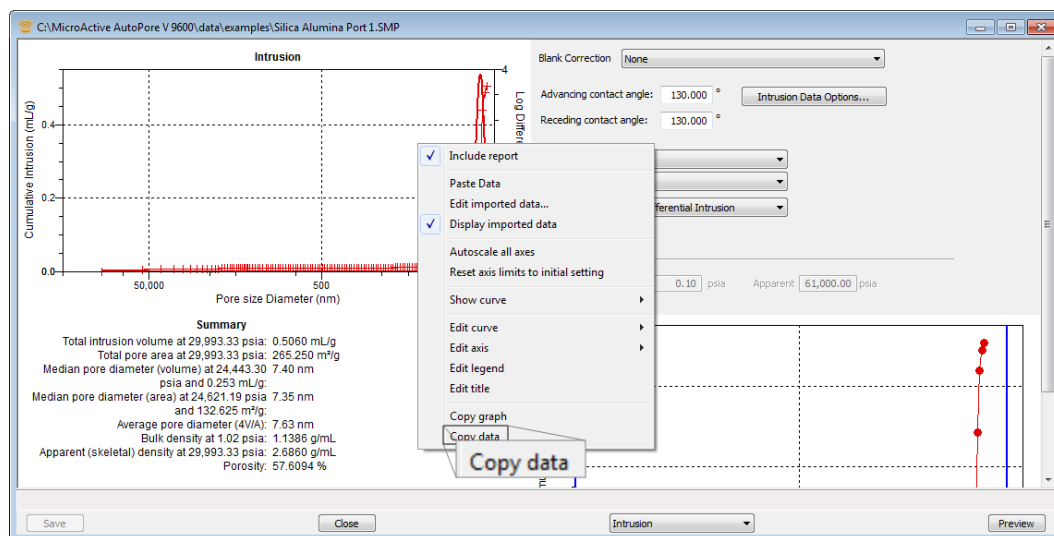 C:\MicroActive AutoPore V 9600\data\examples\Silica Alumina Port 1.SMP
Intrusion
4
Log Differe
Cumulative Intrusion (mL/g)
0.4
0.2
0.0
50,000
500
Pore size Diameter (nm)
Summary
Total intrusion volume at 29,993.33 psia: 0.5060 mL/g
Total pore area at 29,993.33 psia: 265.250 m²/g
Median pore diameter (volume) at 24,443.30 7.40 nm
psia and 0.253 mL/g:
Median pore diameter (area) at 24,621.19 psia 7.35 nm
and 132.625 m²/g:
Average pore diameter (4V/A): 7.63 nm
Bulk density at 1.02 psia: 1.1386 g/mL
Apparent (skeletal) density at 29,993.33 psia: 2.6860 g/mL
Porosity: 57.6094 %
Blank Correction None
Advancing contact angle: 130.000 ° Intrusion Data Options...
Receding contact angle: 130.000 °
ferential Intrusion
0.10 psia Apparent 61,000.00 psia
Include report
Paste Data
Edit imported data...
Display imported data
Autoscale all axes
Reset axis limits to initial setting
Show curve
Edit curve
Edit axis
Edit legend
Edit title
Copy graph
Copy data
Copy data
Save Close Intrusion Preview